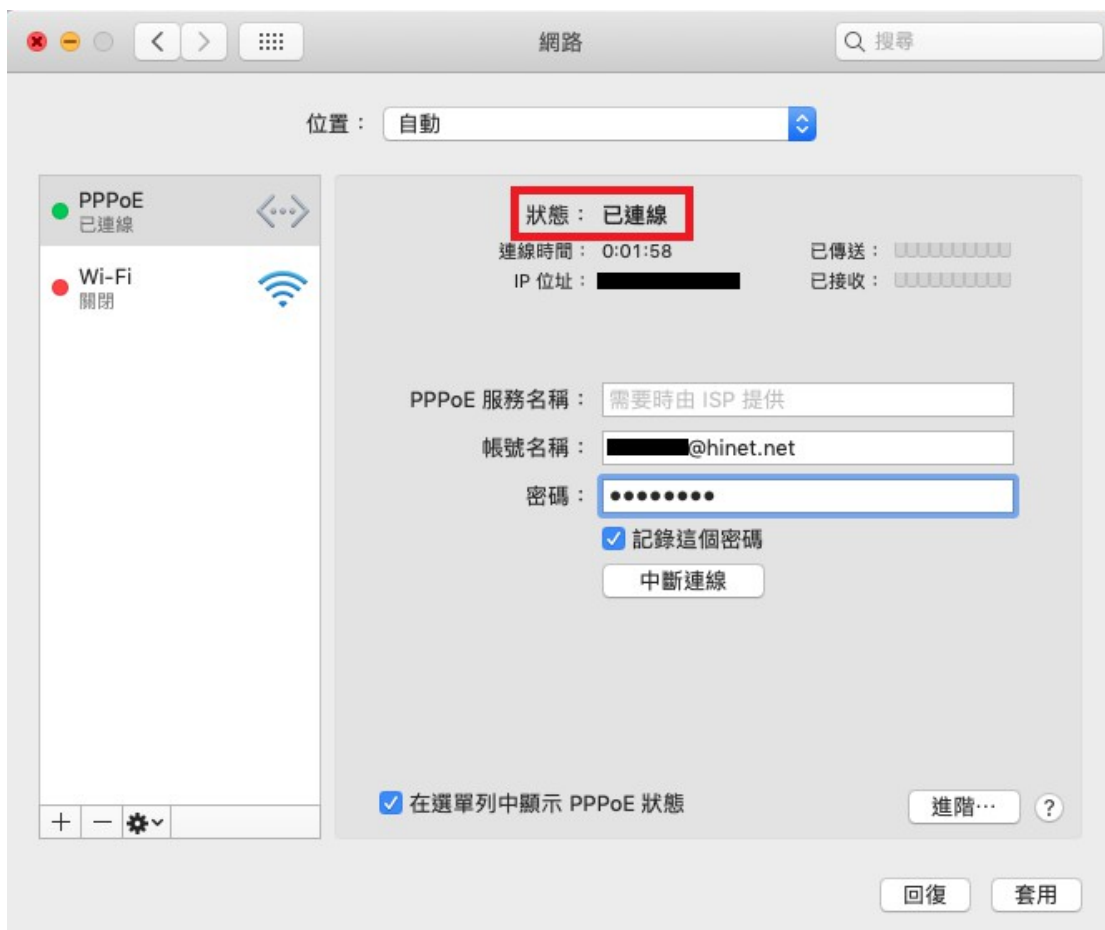 網路
搜尋
位置： 自動
PPPoE
已連線
Wi-Fi
關閉
狀態： 已連線
連線時間： 0:01:58 已傳送：
IP 位址： 已接收：
PPPoE 服務名稱： 需要時由 ISP 提供
帳號名稱： @hinet.net
密碼： ••••••••
記錄這個密碼
中斷連線
在選單列中顯示 PPPoE 狀態
進階… ?
回復 套用